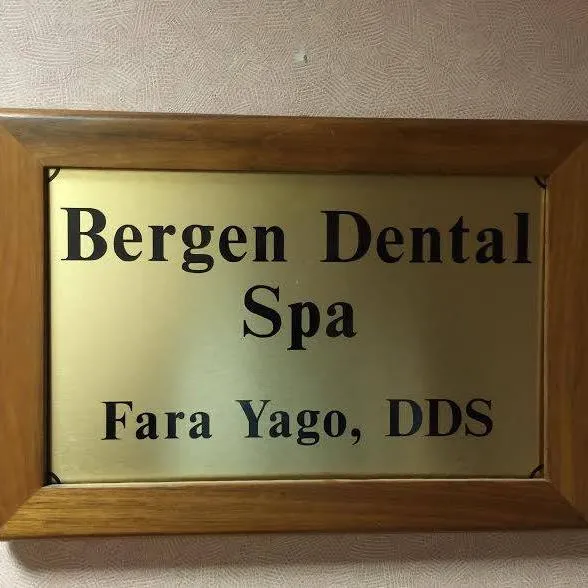 Bergen Dental
Spa
Fara Yago, DDS